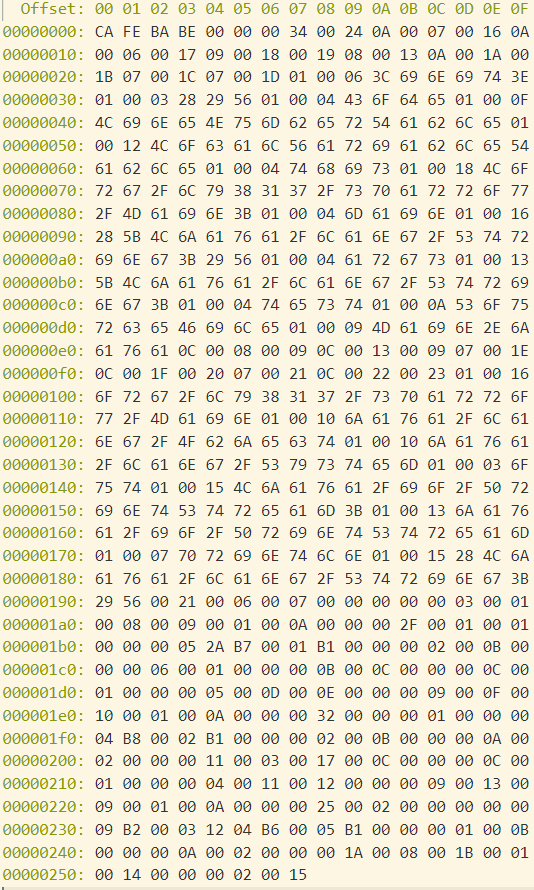 Offset: 00 01 02 03 04 05 06 07 08 09 0A 0B 0C 0D 0E 0F
00000000: CA FE BA BE 00 00 00 34 00 24 0A 00 07 00 16 0A
00000010: 00 06 00 17 09 00 18 00 19 08 00 13 0A 00 1A 00
00000020: 1B 07 00 1C 07 00 1D 01 00 06 3C 69 6E 69 74 3E
00000030: 01 00 03 28 29 56 01 00 04 43 6F 64 65 01 00 0F
00000040: 4C 69 6E 65 4E 75 6D 62 65 72 54 61 62 6C 65 01
00000050: 00 12 4C 6F 63 61 6C 56 61 72 69 61 62 6C 65 54
00000060: 61 62 6C 65 01 00 04 74 68 69 73 01 00 18 4C 6F
00000070: 72 67 2F 6C 79 38 31 37 2F 73 70 61 72 72 6F 77
00000080: 2F 4D 61 69 6E 3B 01 00 04 6D 61 69 6E 01 00 16
00000090: 28 5B 4C 6A 61 76 61 2F 6C 61 6E 67 2F 53 74 72
000000a0: 69 6E 67 3B 29 56 01 00 04 61 72 67 73 01 00 13
000000b0: 5B 4C 6A 61 76 61 2F 6C 61 6E 67 2F 53 74 72 69
000000c0: 6E 67 3B 01 00 04 74 65 73 74 01 00 0A 53 6F 75
000000d0: 72 63 65 46 69 6C 65 01 00 09 4D 61 69 6E 2E 6A
000000e0: 61 76 61 0C 00 08 00 09 0C 00 13 00 09 07 00 1E
000000f0: 0C 00 1F 00 20 07 00 21 0C 00 22 00 23 01 00 16
00000100: 6F 72 67 2F 6C 79 38 31 37 2F 73 70 61 72 72 6F
00000110: 77 2F 4D 61 69 6E 01 00 10 6A 61 76 61 2F 6C 61
00000120: 6E 67 2F 4F 62 6A 65 63 74 01 00 10 6A 61 76 61
00000130: 2F 6C 61 6E 67 2F 53 79 73 74 65 6D 01 00 03 6F
00000140: 75 74 01 00 15 4C 6A 61 76 61 2F 69 6F 2F 50 72
00000150: 69 6E 74 53 74 72 65 61 6D 3B 01 00 13 6A 61 76
00000160: 61 2F 69 6F 2F 50 72 69 6E 74 53 74 72 65 61 6D
00000170: 01 00 07 70 72 69 6E 74 6C 6E 01 00 15 28 4C 6A
00000180: 61 76 61 2F 6C 61 6E 67 2F 53 74 72 69 6E 67 3B
00000190: 29 56 00 21 00 06 00 07 00 00 00 00 00 03 00 01
000001a0: 00 08 00 09 00 01 00 0A 00 00 00 2F 00 01 00 01
000001b0: 00 00 00 05 2A B7 00 01 B1 00 00 00 02 00 0B 00
000001c0: 00 00 06 00 01 00 00 00 0B 00 0C 00 00 00 0C 00
000001d0: 01 00 00 00 05 00 0D 00 0E 00 00 00 09 00 0F 00
000001e0: 10 00 01 00 0A 00 00 00 32 00 00 00 01 00 00 00
000001f0: 04 B8 00 02 B1 00 00 00 02 00 0B 00 00 00 0A 00
00000200: 02 00 00 00 11 00 03 00 17 00 0C 00 00 00 0C 00
00000210: 01 00 00 00 04 00 11 00 12 00 00 00 09 00 13 00
00000220: 09 00 01 00 0A 00 00 00 25 00 02 00 00 00 00 00
00000230: 09 B2 00 03 12 04 B6 00 05 B1 00 00 00 01 00 0B
00000240: 00 00 00 0A 00 02 00 00 00 1A 00 08 00 1B 00 01
00000250: 00 14 00 00 00 02 00 15